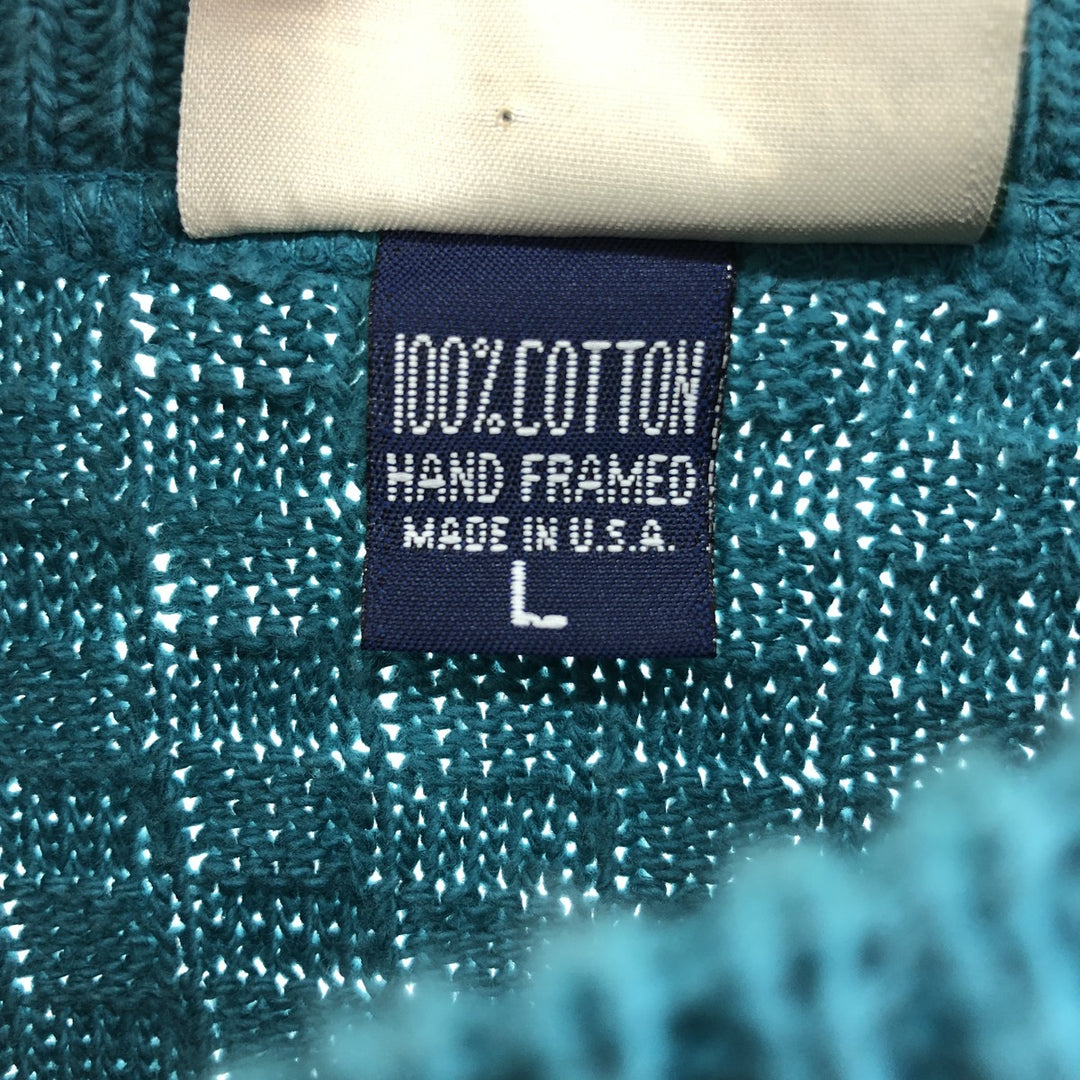 100% COTTON
HAND FRAMED
MADE IN U.S.A.
L